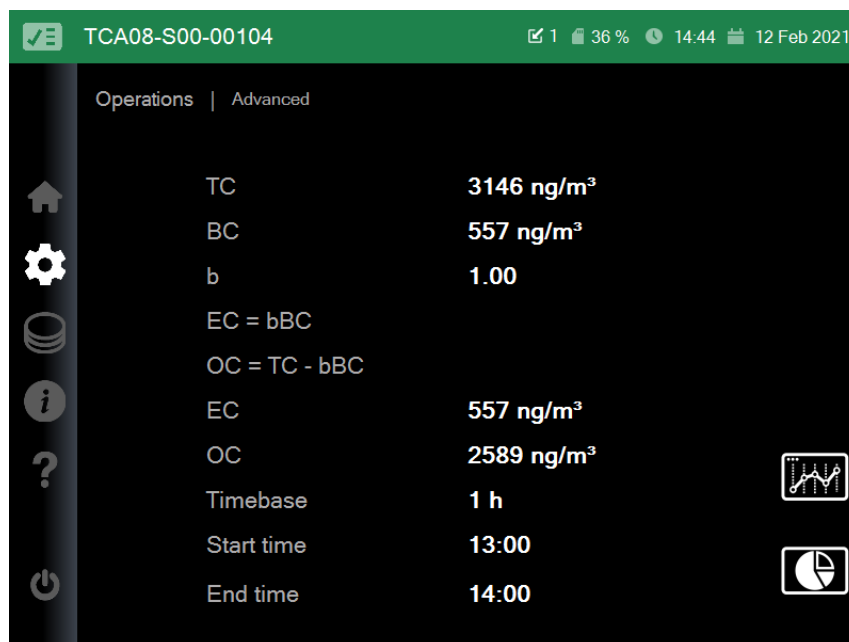 TCA08-S00-00104 1 36 % 14:44 12 Feb 2021
Operations | Advanced
TC 3146 ng/m³
BC 557 ng/m³
b 1.00
EC = bBC
OC = TC - bBC
EC 557 ng/m³
OC 2589 ng/m³
Timebase 1 h
Start time 13:00
End time 14:00